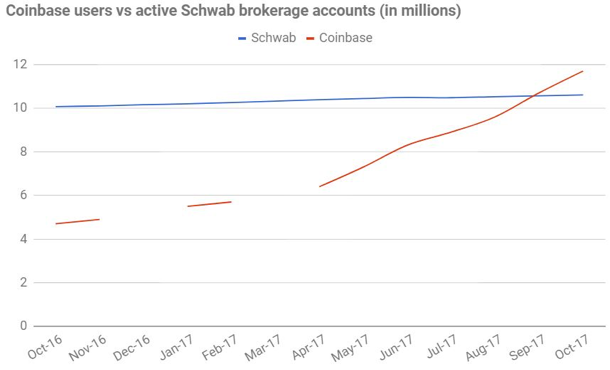 Coinbase users vs active Schwab brokerage accounts (in millions)
Schwab Coinbase
12
10
8
6
4
2
0
Oct-16 Nov-16 Dec-16 Jan-17 Feb-17 Mar-17 Apr-17 May-17 Jun-17 Jul-17 Aug-17 Sep-17 Oct-17